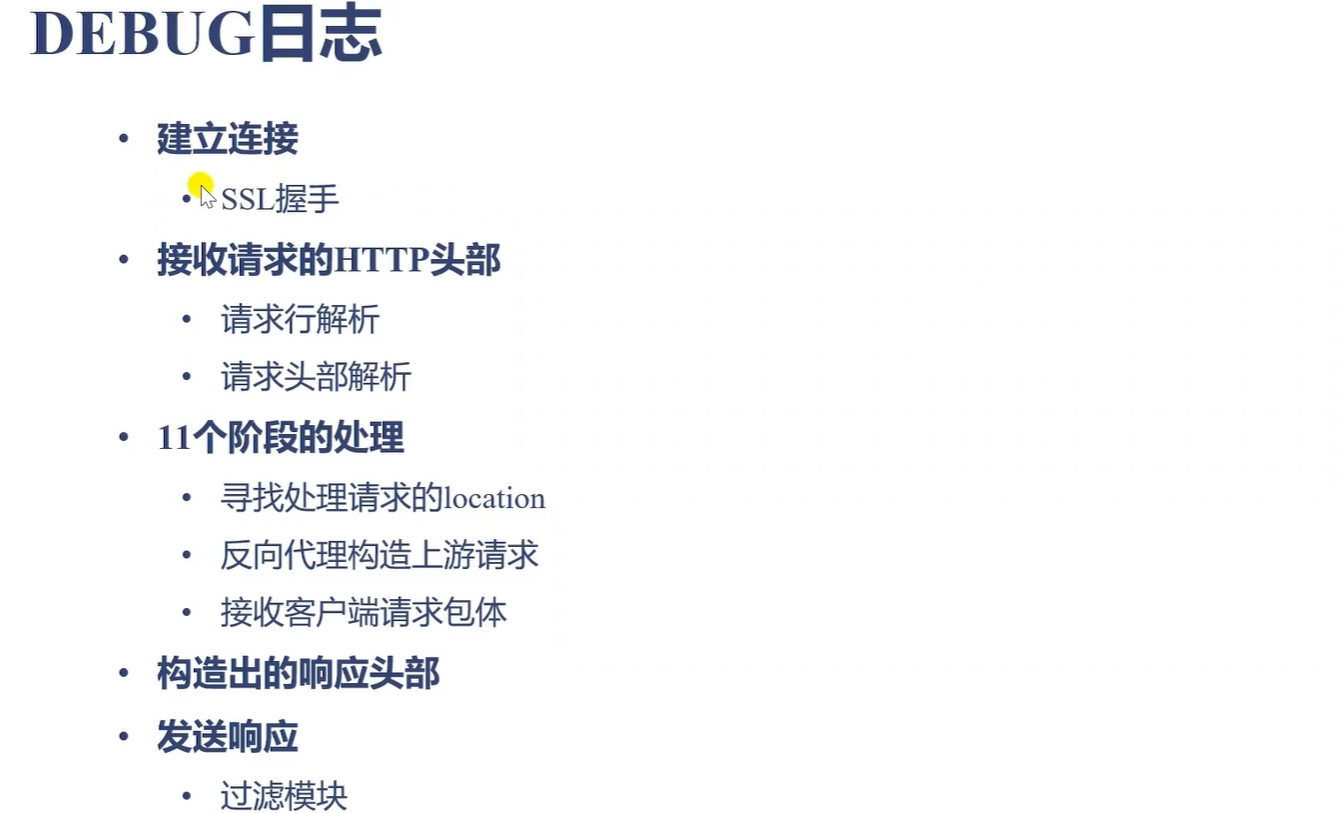 DEBUG日志
• 建立连接
• SSL握手
• 接收请求的HTTP头部
• 请求行解析
• 请求头部解析
• 11个阶段的处理
• 寻找处理请求的location
• 反向代理构造上游请求
• 接收客户端请求包体
• 构造出的响应头部
• 发送响应
• 过滤模块